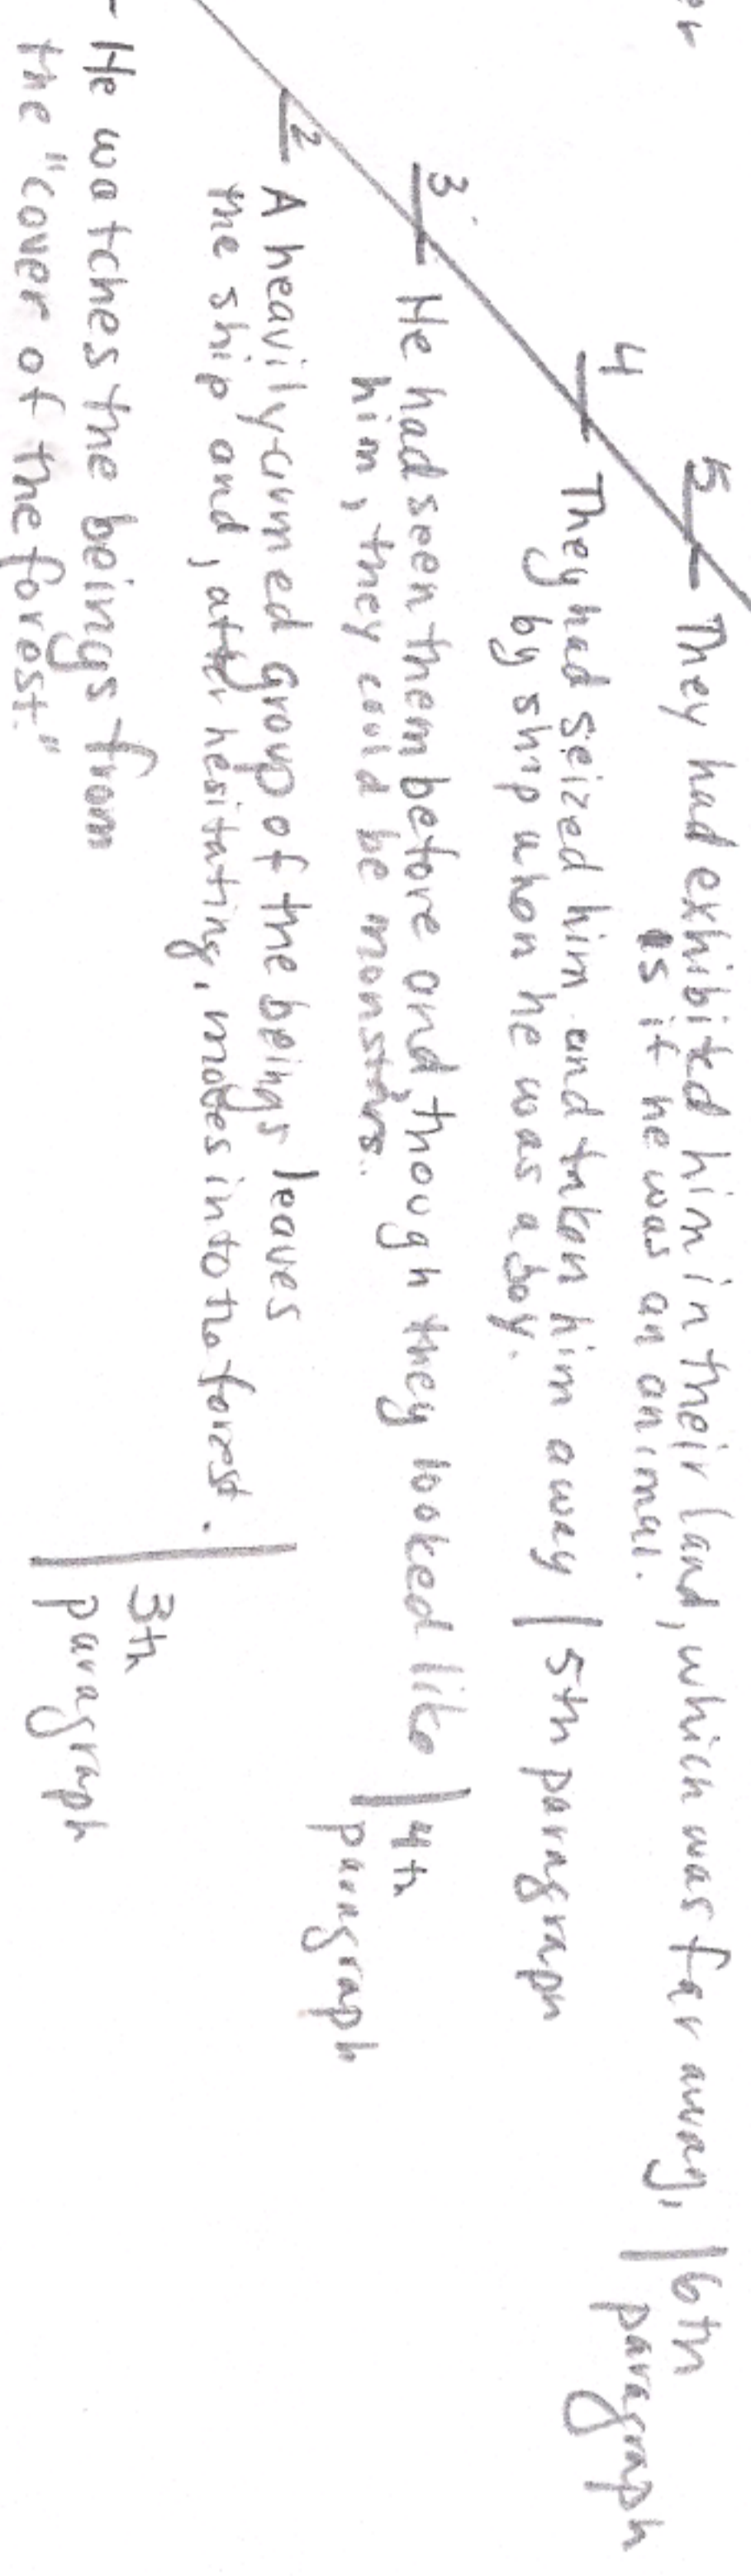 er
5 They had exhibited him in their land, which was far away,
as if he was an animal.
6th
paragraph
4 They had seized him and taken him away
by ship when he was a boy.
5th paragraph
3 He had seen them before and, though they looked like
him, they could be monsters.
4th
paragraph
2 A heavily armed group of the beings leaves
the ship and, after hesitating, moves into the forest.
- He watches the beings from
the "cover of the forest."
3th
paragraph